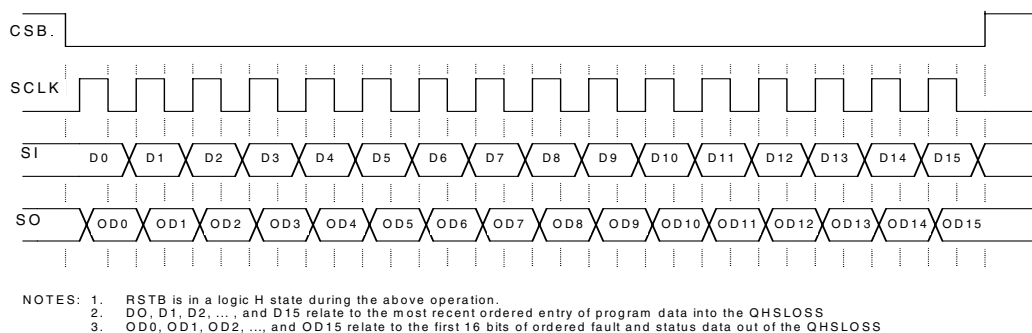 CSB.
SCLK
SI D0 D1 D2 D3 D4 D5 D6 D7 D8 D9 D10 D11 D12 D13 D14 D15
SO OD0 OD1 OD2 OD3 OD4 OD5 OD6 OD7 OD8 OD9 OD10 OD11 OD12 OD13 OD14 OD15
NOTES: 1. RSTB is in a logic H state during the above operation.
2. DO, D1, D2, ... , and D15 relate to the most recent ordered entry of program data into the QHSLOSS
3. OD0, OD1, OD2, ..., and OD15 relate to the first 16 bits of ordered fault and status data out of the QHSLOSS